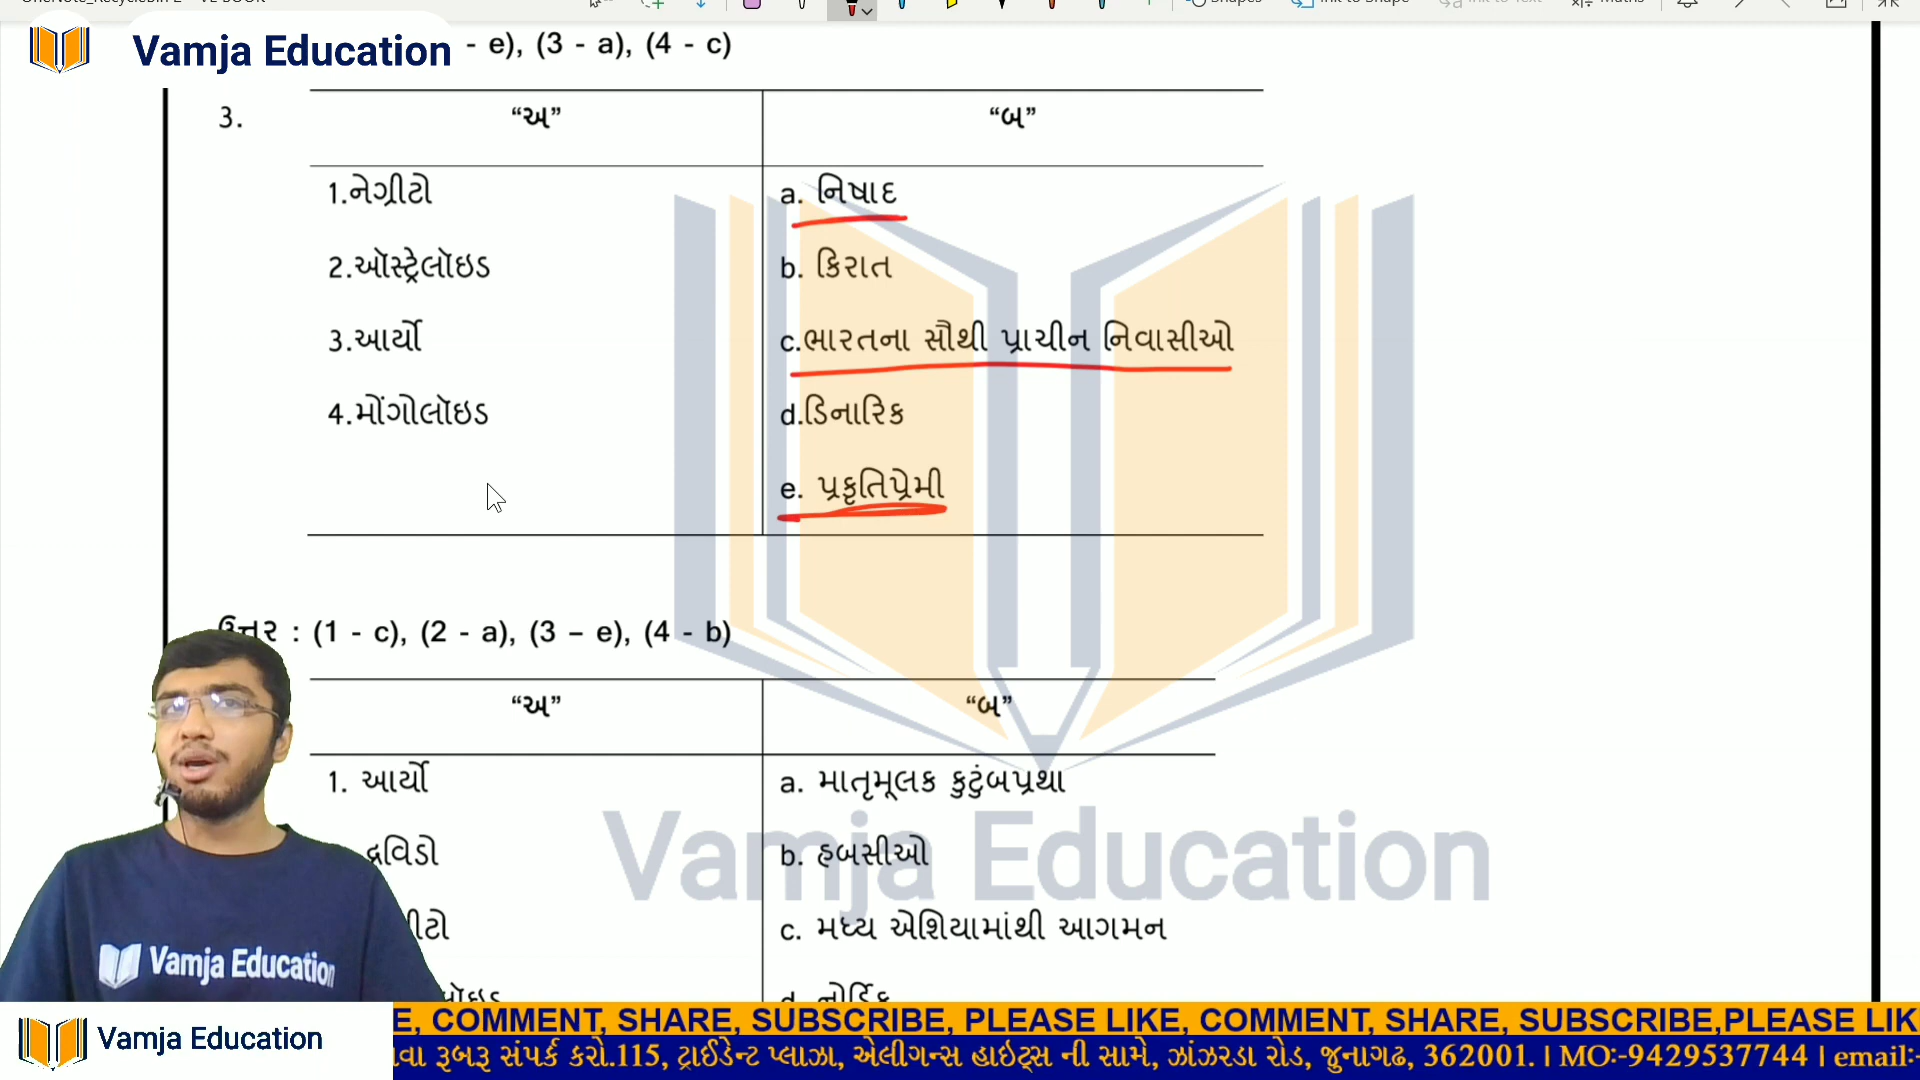 Vamja Education - e), (3 - a), (4 - c)
3. “અ” “બ”
1.નેગ્રીટો a. નિષાદ
2.ઑસ્ટ્રેલૉઇડ b. કિરાત
3.આર્યો c.ભારતના સૌથી પ્રાચીન નિવાસીઓ
4.મોંગોલૉઇડ d.ડિનારિક
e. પ્રકૃતિપ્રેમી
ઉત્તર : (1 - c), (2 - a), (3 – e), (4 - b)
“અ” “બ”
1. આર્યો a. માતૃમૂલક કુટુંબપ્રથા
દ્રવિડો b. હબસીઓ
c. મધ્ય એશિયામાંથી આગમન
Vamja Education
Vamja Education
Vamja Education
E, COMMENT, SHARE, SUBSCRIBE, PLEASE LIKE, COMMENT, SHARE, SUBSCRIBE,PLEASE LIK
રૂબરૂ સંપર્ક કરો.115, ટ્રાઈડેન્ટ પ્લાઝા, એલીગન્સ હાઇટ્સ ની સામે, ઝાંઝરડા રોડ, જુનાગઢ, 362001. | MO:-9429537744 | email:-